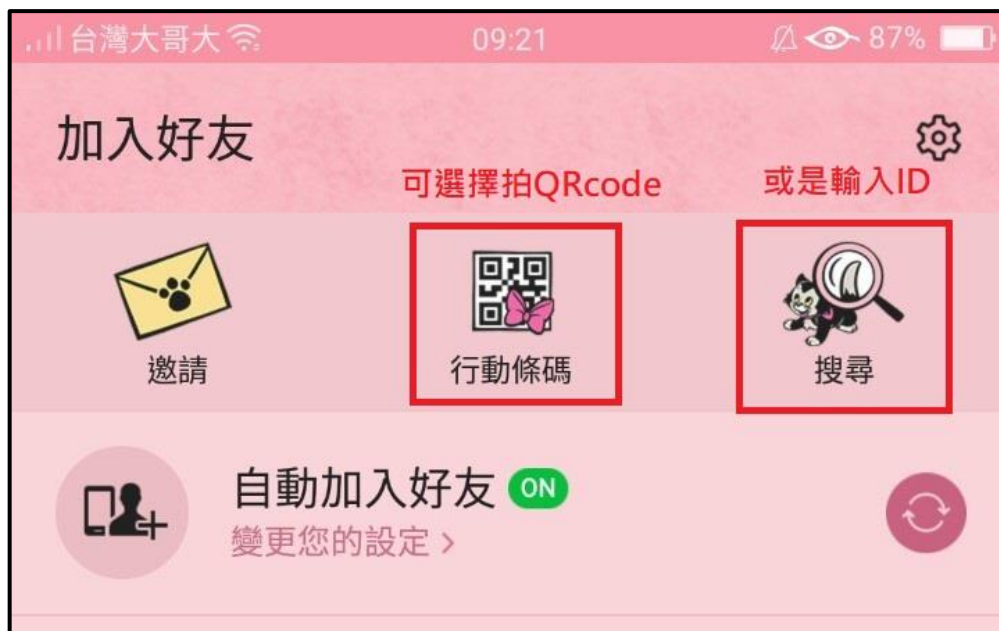 台灣大哥大 09:21 87%
加入好友
可選擇拍QRcode 或是輸入ID
邀請 行動條碼 搜尋
自動加入好友 ON
變更您的設定 >